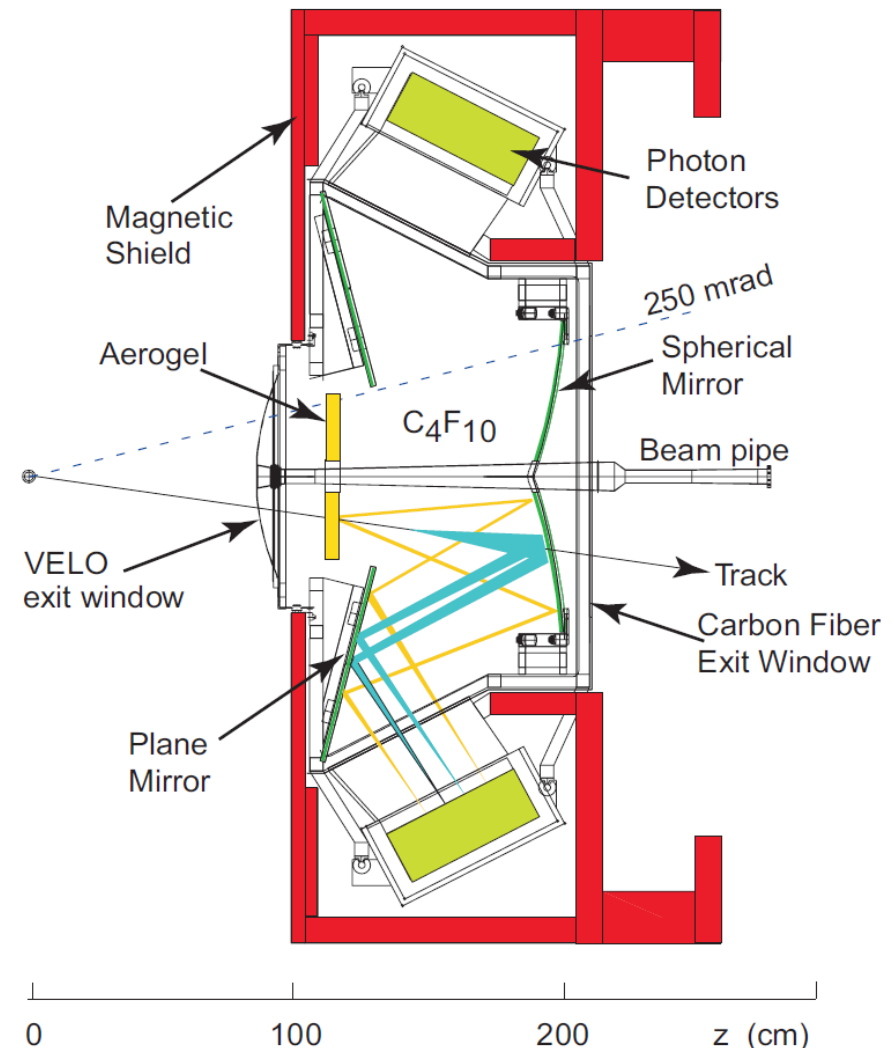 Photon
Detectors
Magnetic
Shield
250 mrad
Aerogel
Spherical
Mirror
C4F10
Beam pipe
VELO
exit window
Track
Carbon Fiber
Exit Window
Plane
Mirror
0 100 200 z (cm)